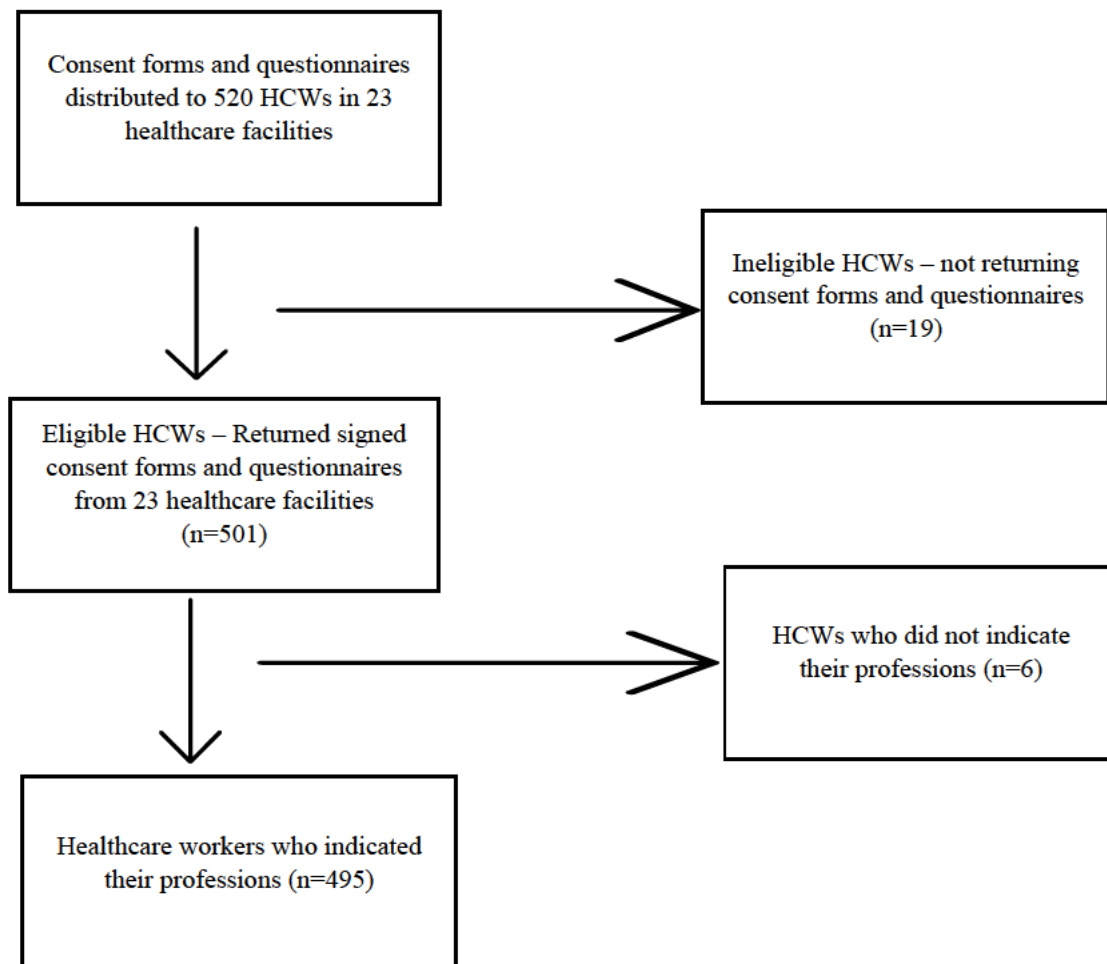 Consent forms and questionnaires
distributed to 520 HCWs in 23
healthcare facilities
Ineligible HCWs – not returning
consent forms and questionnaires
(n=19)
Eligible HCWs – Returned signed
consent forms and questionnaires
from 23 healthcare facilities
(n=501)
HCWs who did not indicate
their professions (n=6)
Healthcare workers who indicated
their professions (n=495)